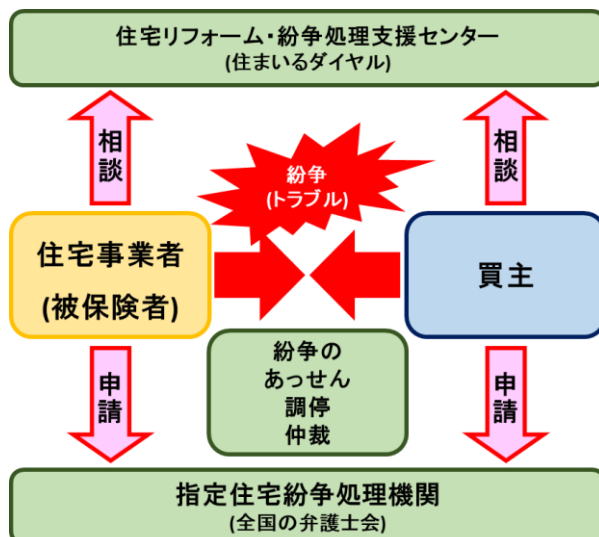 住宅リフォーム・紛争処理支援センター
(住まいるダイヤル)
相談
相談
紛争
(トラブル)
住宅事業者
(被保険者)
買主
紛争の
あっせん
調停
仲裁
申請
申請
指定住宅紛争処理機関
(全国の弁護士会)